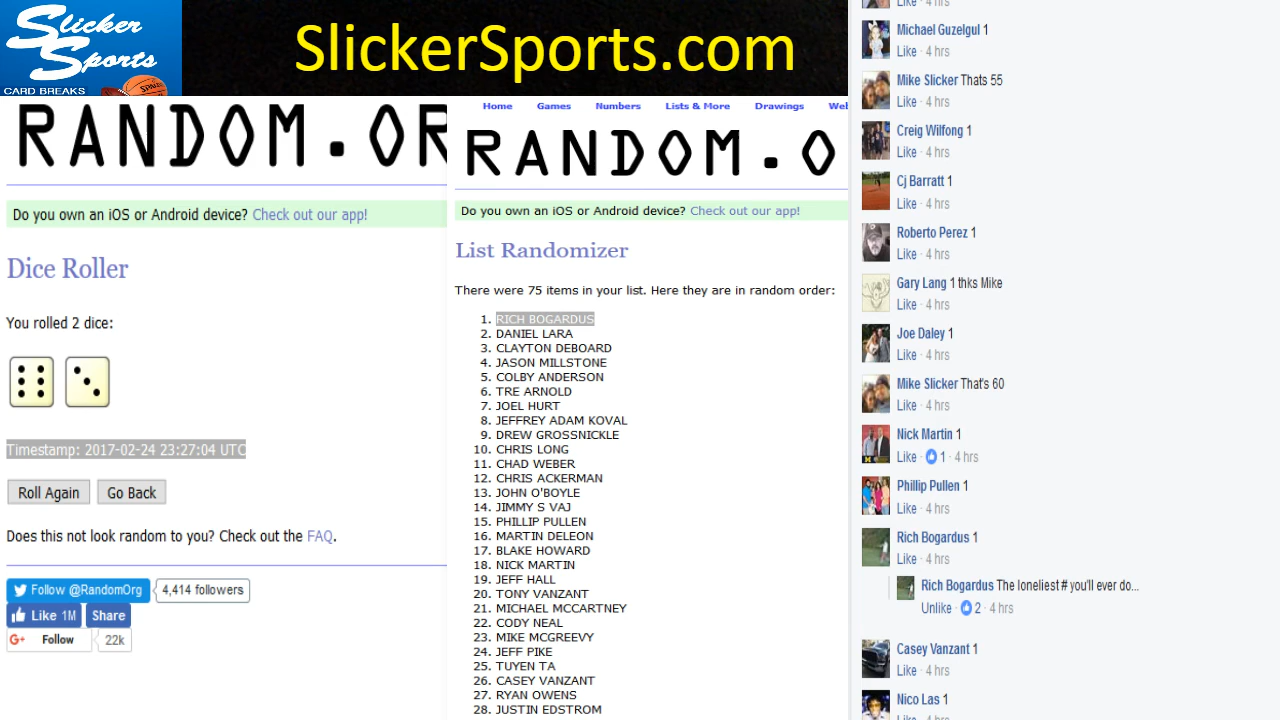 Slicker
Sports
CARD BREAKS
SPALDING
SlickerSports.com
RANDOM.OR
Do you own an iOS or Android device? Check out our app!
Dice Roller
You rolled 2 dice:
Timestamp: 2017-02-24 23:27:04 UTC
Roll Again
Go Back
Does this not look random to you? Check out the FAQ.
Follow @RandomOrg
4,414 followers
Like 1M
Share
G+ Follow
22k
Home Games Numbers Lists & More Drawings Web
RANDOM.O
Do you own an iOS or Android device? Check out our app!
List Randomizer
There were 75 items in your list. Here they are in random order:
1. RICH BOGARDUS
2. DANIEL LARA
3. CLAYTON DEBOARD
4. JASON MILLSTONE
5. COLBY ANDERSON
6. TRE ARNOLD
7. JOEL HURT
8. JEFFREY ADAM KOVAL
9. DREW GROSSNICKLE
10. CHRIS LONG
11. CHAD WEBER
12. CHRIS ACKERMAN
13. JOHN O'BOYLE
14. JIMMY S VAJ
15. PHILLIP PULLEN
16. MARTIN DELEON
17. BLAKE HOWARD
18. NICK MARTIN
19. JEFF HALL
20. TONY VANZANT
21. MICHAEL MCCARTNEY
22. CODY NEAL
23. MIKE MCGREEVY
24. JEFF PIKE
25. TUYEN TA
26. CASEY VANZANT
27. RYAN OWENS
28. JUSTIN EDSTROM
Like · 4 hrs
Michael Guzelgul 1
Like · 4 hrs
Mike Slicker Thats 55
Like · 4 hrs
Creig Wilfong 1
Like · 4 hrs
Cj Barratt 1
Like · 4 hrs
Roberto Perez 1
Like · 4 hrs
Gary Lang 1 thks Mike
Like · 4 hrs
Joe Daley 1
Like · 4 hrs
Mike Slicker That's 60
Like · 4 hrs
Nick Martin 1
Like · 1 · 4 hrs
Phillip Pullen 1
Like · 4 hrs
Rich Bogardus 1
Like · 4 hrs
Rich Bogardus The loneliest # you'll ever do...
Unlike · 2 · 4 hrs
Casey Vanzant 1
Like · 4 hrs
Nico Las 1
Like · 4 hrs